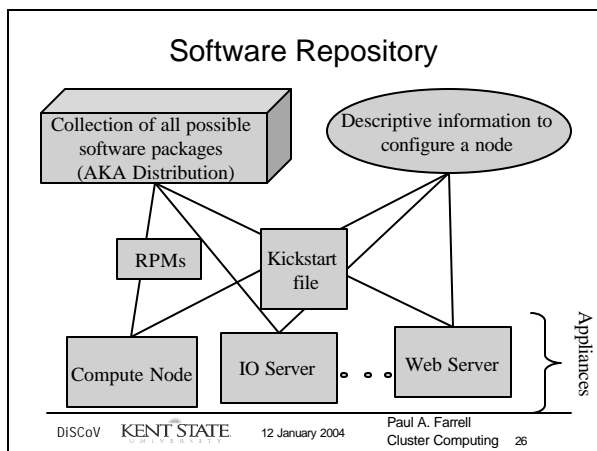 Software Repository
Collection of all possible
software packages
(AKA Distribution)
Descriptive information to
configure a node
RPMs
Kickstart
file
Compute Node
IO Server
Web Server
Appliances
DiSCoV
KENT STATE
UNIVERSITY
12 January 2004
Paul A. Farrell
Cluster Computing 26